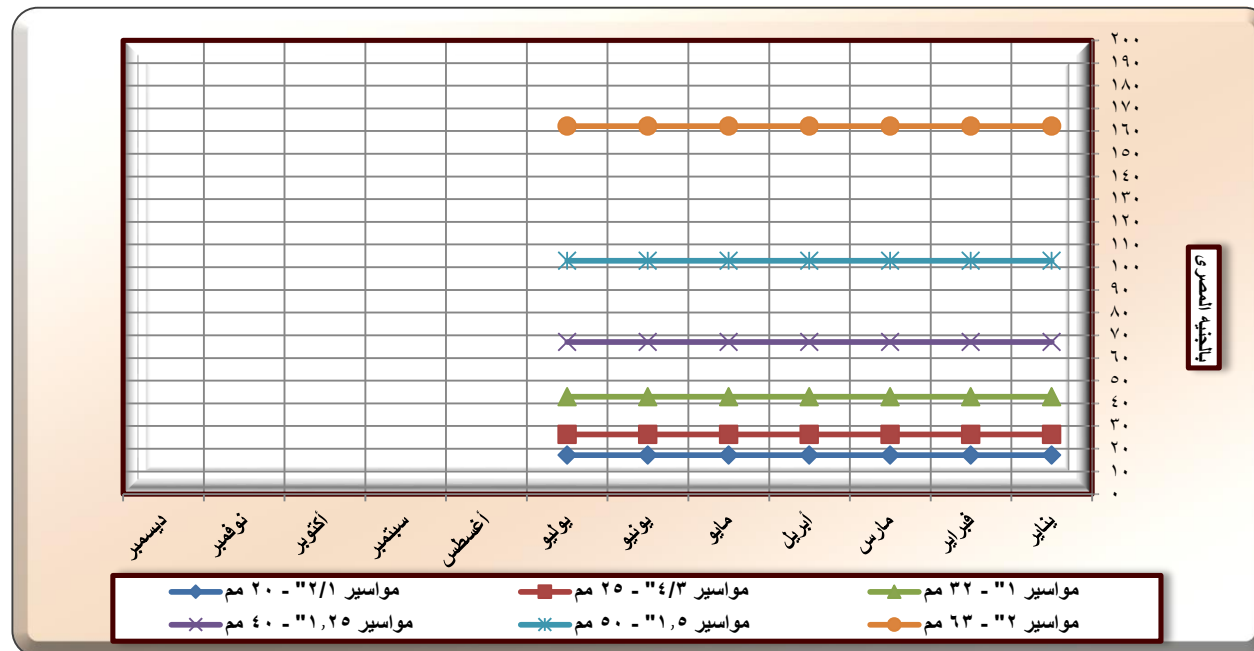 ٢٠٠
١٩٠
١٨٠
١٧٠
١٦٠
١٥٠
١٤٠
١٣٠
١٢٠
١١٠
١٠٠
٩٠
٨٠
٧٠
٦٠
٥٠
٤٠
٣٠
٢٠
١٠
٠
بالجنيه المصرى
يناير
فبراير
مارس
أبريل
مايو
يونيو
يوليو
أغسطس
سبتمبر
أكتوبر
نوفمبر
ديسمبر
مواسير ١" - ٣٢ مم
مواسير ٤/٣" - ٢٥ مم
مواسير ٢/١" - ٢٠ مم
مواسير ٢" - ٦٣ مم
مواسير ١,٥" - ٥٠ مم
مواسير ١,٢٥" - ٤٠ مم